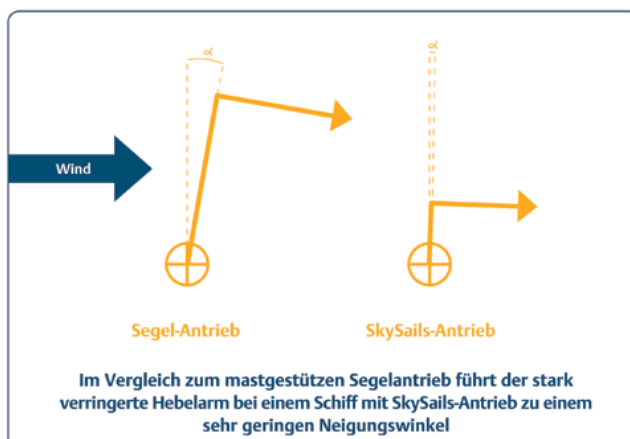 α
α
Wind
Segel-Antrieb
SkySails-Antrieb
Im Vergleich zum mastgestützen Segelantrieb führt der stark
verringerte Hebelarm bei einem Schiff mit SkySails-Antrieb zu einem
sehr geringen Neigungswinkel